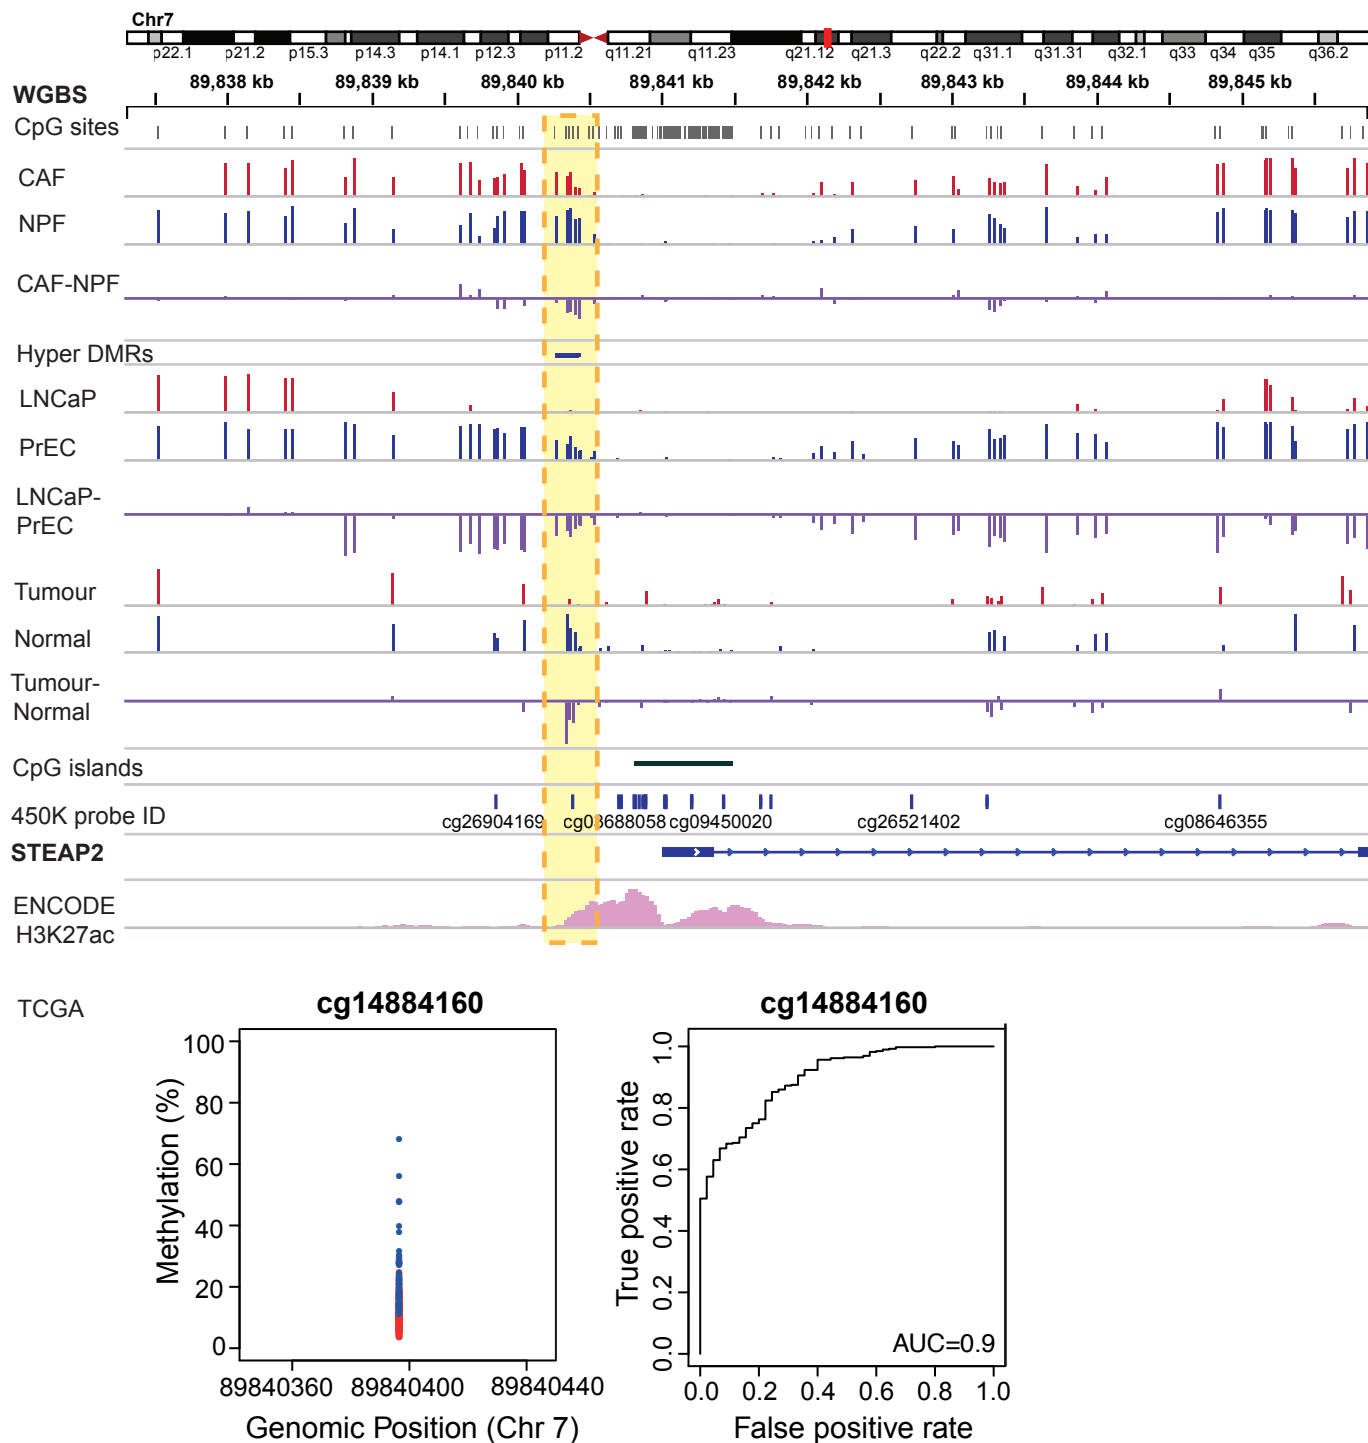 Chr7
p22.1 p21.2 p15.3 p14.3 p14.1 p12.3 p11.2 q11.21 q11.23 q21.12 q21.3 q22.2 q31.1 q31.31 q32.1 q33 q34 q35 q36.2
89,838 kb 89,839 kb 89,840 kb 89,841 kb 89,842 kb 89,843 kb 89,844 kb 89,845 kb
WGBS
CpG sites
CAF
NPF
CAF-NPF
Hyper DMRs
LNCaP
PrEC
LNCaP-
PrEC
Tumour
Normal
Tumour-
Normal
CpG islands
450K probe ID
cg26904169 cg03688058 cg09450020 cg26521402 cg08646355
STEAP2
ENCODE
H3K27ac
TCGA
cg14884160
Methylation (%)
100
80
60
40
20
0
89840360 89840400 89840440
Genomic Position (Chr 7)
cg14884160
True positive rate
1.0
0.8
0.6
0.4
0.2
0.0
AUC=0.9
0.0 0.2 0.4 0.6 0.8 1.0
False positive rate